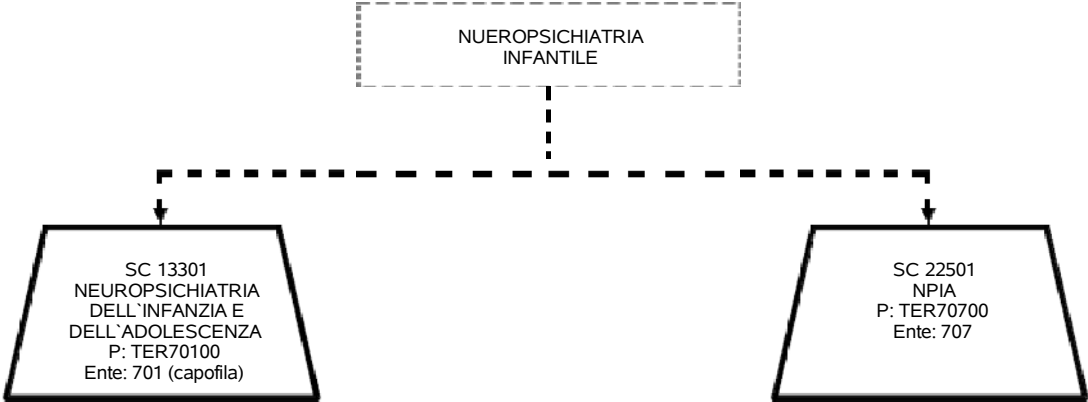 NUEROPSICHIATRIA
INFANTILE
SC 13301
NEUROPSICHIATRIA
DELL`INFANZIA E
DELL`ADOLESCENZA
P: TER70100
Ente: 701 (capofila)
SC 22501
NPIA
P: TER70700
Ente: 707